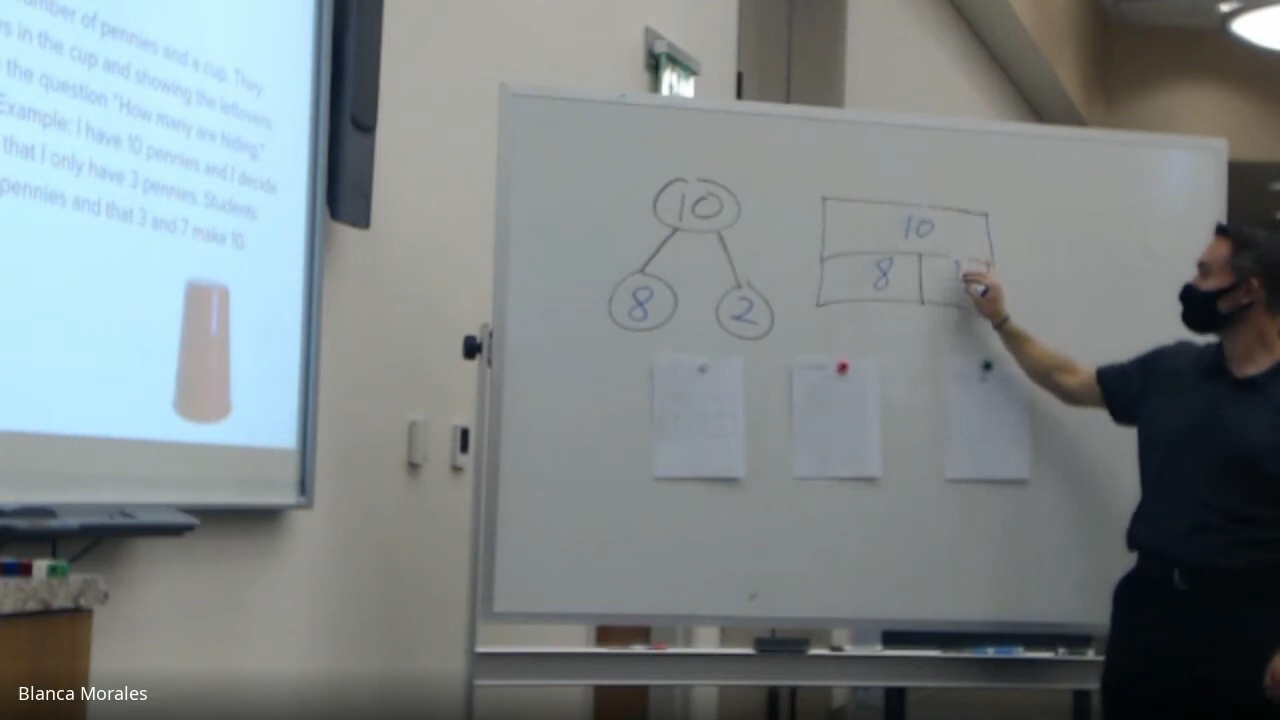 umber of pennies and a cup. They
in the cup and showing the leftovers.
the question "How many are hiding."
Example: I have 10 pennies and I decide
that I only have 3 pennies. Students
pennies and that 3 and 7 make 10
10
8 2
10
8
Blanca Morales